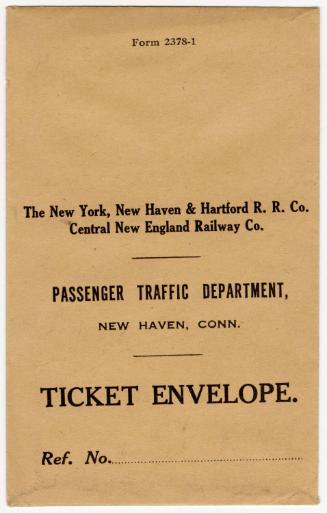 Form 2378-1
The New York, New Haven & Hartford R. R. Co.
Central New England Railway Co.
PASSENGER TRAFFIC DEPARTMENT,
NEW HAVEN, CONN.
TICKET ENVELOPE.
Ref. No.